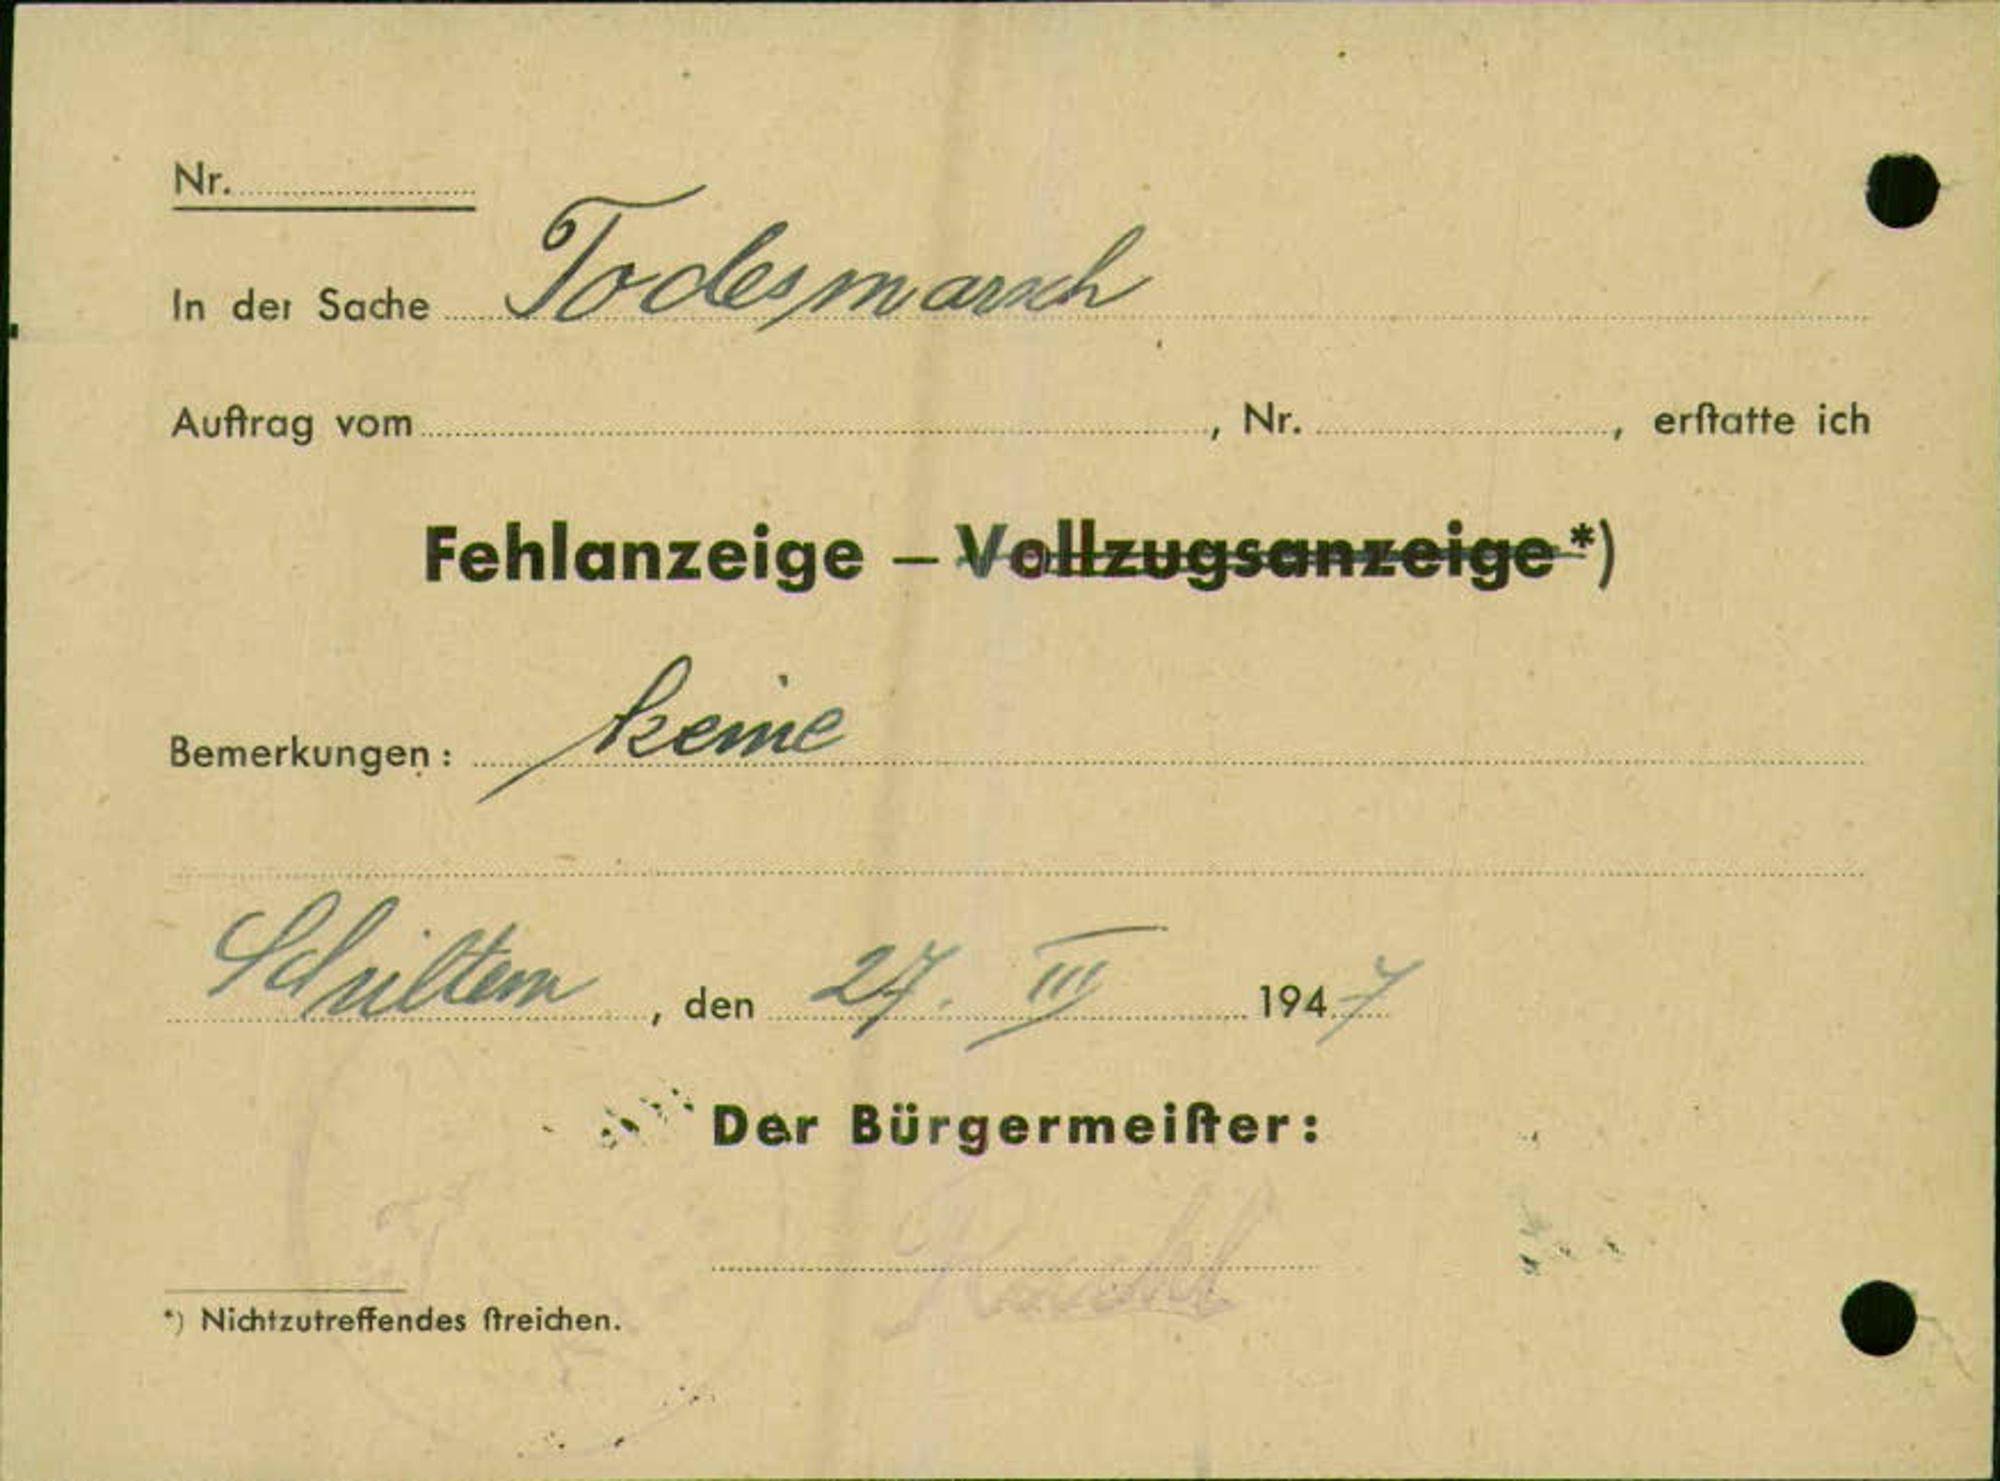 Nr.
In der Sache Todesmarsch
Auftrag vom , Nr. , erstatte ich
Fehlanzeige – Vollzugsanzeige *)
Bemerkungen: keine
Schiltern, den 27. III 1947
Der Bürgermeister:
*) Nichtzutreffendes streichen.